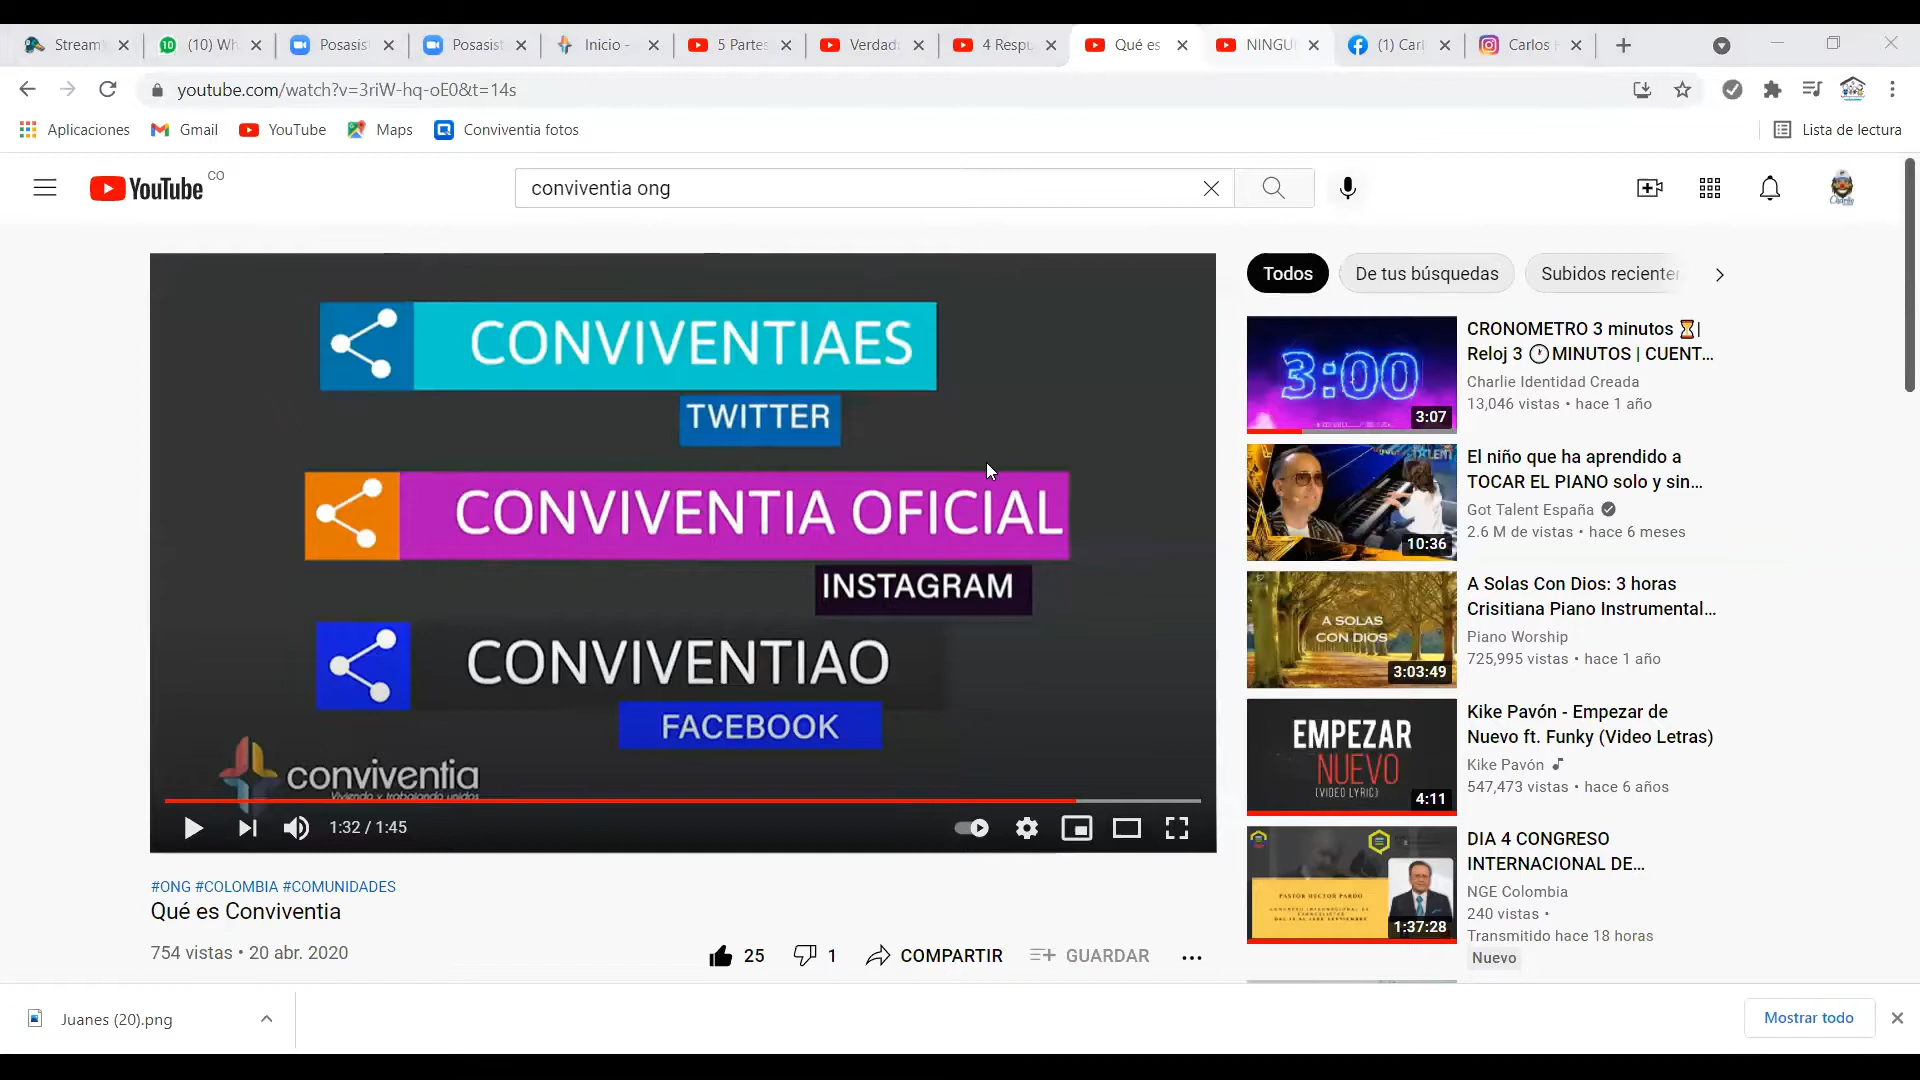 Stream
(10) Wh
Posasist
Posasist
Inicio -
5 Partes
Verdad
4 Respu
Qué es
NINGU
(1) Carl
Carlos
youtube.com/watch?v=3riW-hq-oE0&t=14s
Aplicaciones
Gmail
YouTube
Maps
Conviventia fotos
Lista de lectura
YouTube CO
conviventia ong
CONVIVENTIAES
TWITTER
CONVIVENTIA OFICIAL
INSTAGRAM
CONVIVENTIAO
FACEBOOK
conviventia
Viviendo y trabajando unidos
1:32 / 1:45
#ONG #COLOMBIA #COMUNIDADES
Qué es Conviventia
754 vistas • 20 abr. 2020
25
1
COMPARTIR
GUARDAR
Todos
De tus búsquedas
Subidos reciente
3:00
3:07
CRONOMETRO 3 minutos ⏳|
Reloj 3 🕐MINUTOS | CUENT...
Charlie Identidad Creada
13,046 vistas • hace 1 año
TALENT
10:36
El niño que ha aprendido a
TOCAR EL PIANO solo y sin...
Got Talent España
2.6 M de vistas • hace 6 meses
A SOLAS
CON DIOS
3:03:49
A Solas Con Dios: 3 horas
Crisitiana Piano Instrumental...
Piano Worship
725,995 vistas • hace 1 año
EMPEZAR
NUEVO
(VIDEO LYRIC)
4:11
Kike Pavón - Empezar de
Nuevo ft. Funky (Video Letras)
Kike Pavón
547,473 vistas • hace 6 años
PASTOR HECTOR PARDO
1:37:28
DIA 4 CONGRESO
INTERNACIONAL DE...
NGE Colombia
240 vistas •
Transmitido hace 18 horas
Nuevo
Juanes (20).png
Mostrar todo